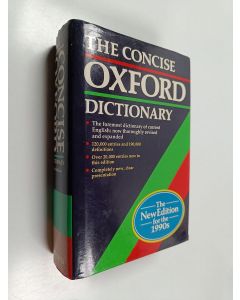 THE CONCISE
OXFORD
DICTIONARY
The foremost dictionary of current
English: now thoroughly revised
and expanded
120,000 entries and 190,000
definitions
Over 20,000 entries new to
this edition
Completely new, clear
presentation
The
New Edition
for the
1990s
CONCISE
OXFORD
DICTIONARY